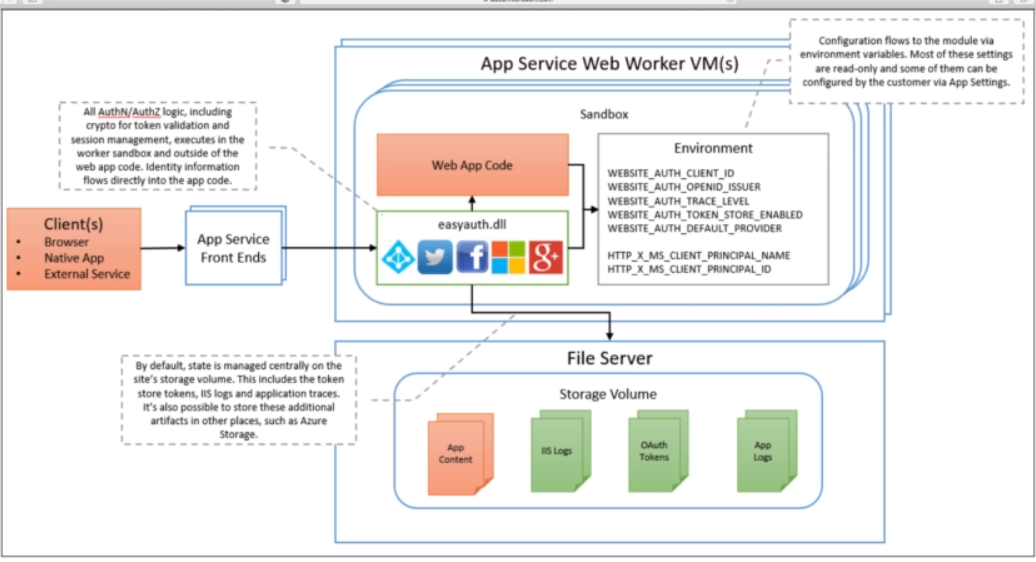 App Service Web Worker VM(s)
Configuration flows to the module via
environment variables. Most of these settings
are read-only and some of them can be
configured by the customer via App Settings.
All AuthN/AuthZ logic, including
crypto for token validation and
session management, executes in the
worker sandbox and outside of the
web app code. Identity information
flows directly into the app code.
Sandbox
Web App Code
Environment
WEBSITE_AUTH_CLIENT_ID
WEBSITE_AUTH_OPENID_ISSUER
WEBSITE_AUTH_TRACE_LEVEL
WEBSITE_AUTH_TOKEN_STORE_ENABLED
WEBSITE_AUTH_DEFAULT_PROVIDER
HTTP_X_MS_CLIENT_PRINCIPAL_NAME
HTTP_X_MS_CLIENT_PRINCIPAL_ID
Client(s)
• Browser
• Native App
• External Service
App Service
Front Ends
easyauth.dll
f
g+
By default, state is managed centrally on the
site's storage volume. This includes the token
store tokens, IIS logs and application traces.
It's also possible to store these additional
artifacts in other places, such as Azure
Storage.
File Server
Storage Volume
App
Content
IIS Logs
OAuth
Tokens
App
Logs